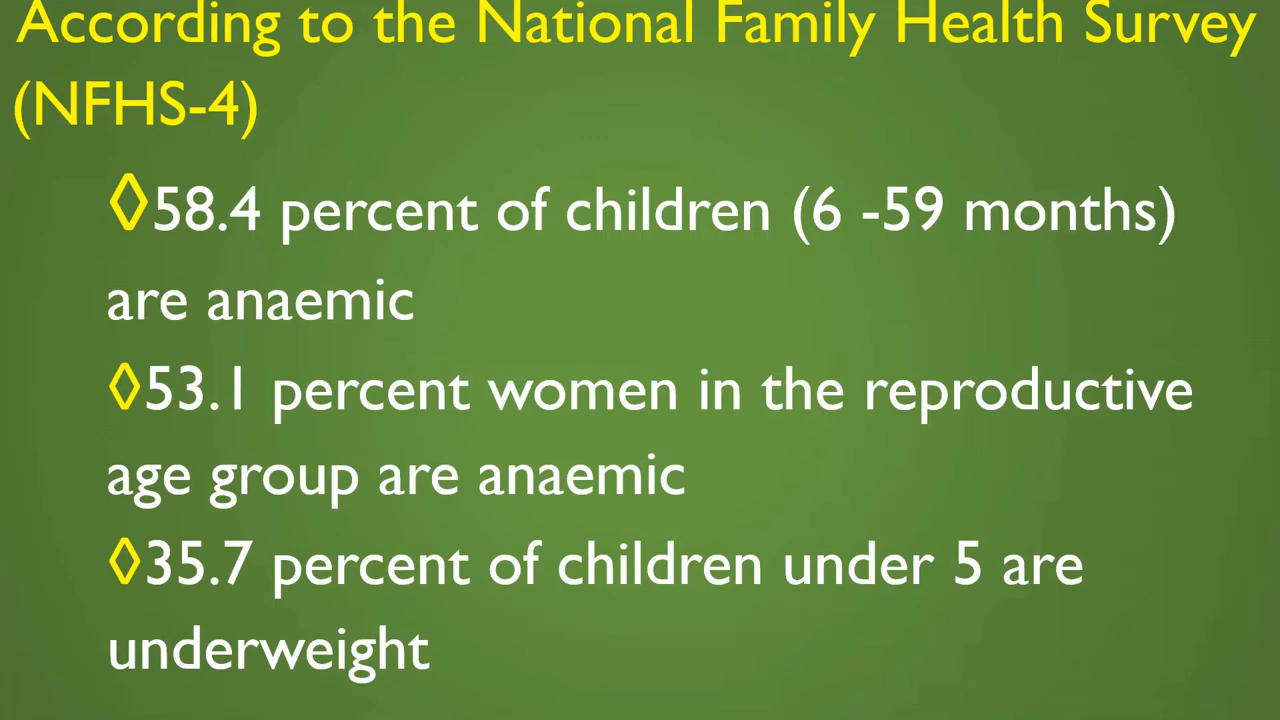 According to the National Family Health Survey
(NFHS-4)
◊58.4 percent of children (6 -59 months)
are anaemic
◊53.1 percent women in the reproductive
age group are anaemic
◊35.7 percent of children under 5 are
underweight